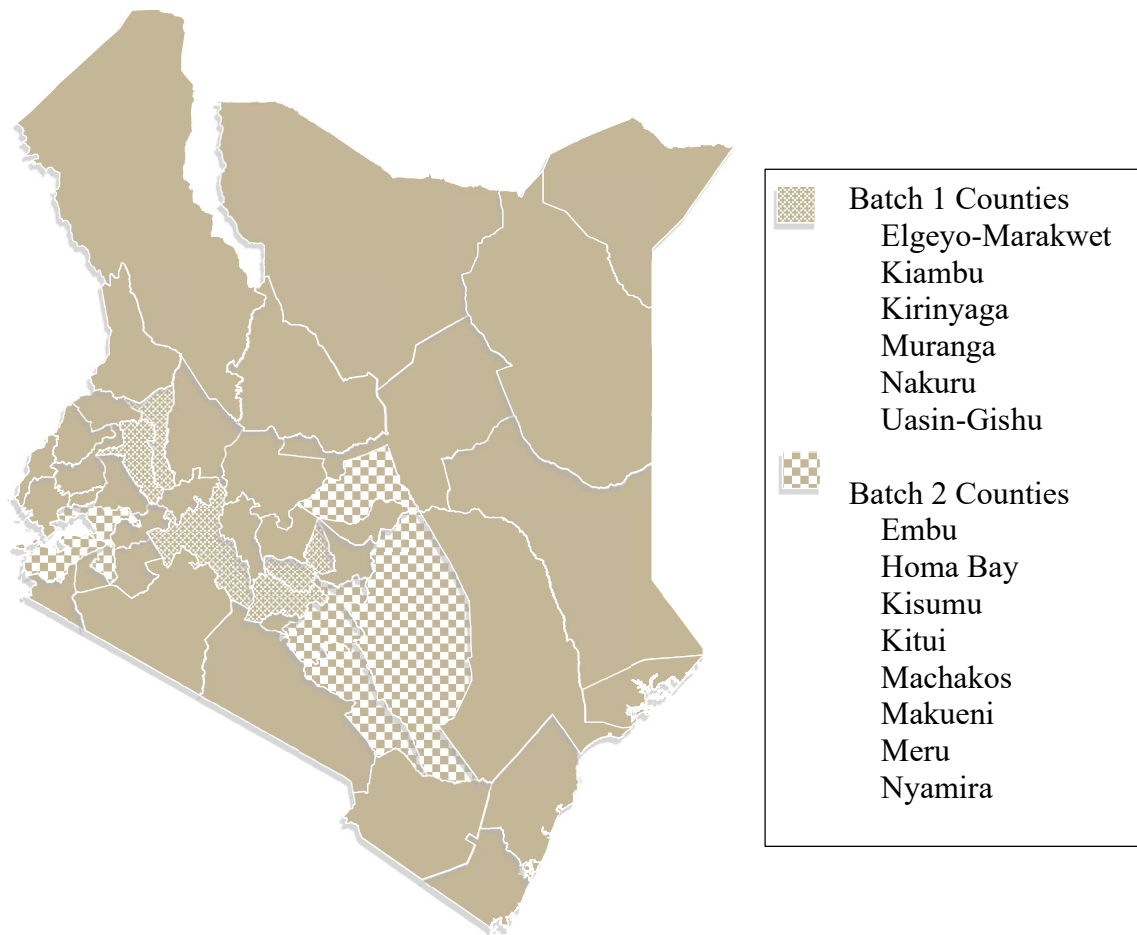 Batch 1 Counties
Elgeyo-Marakwet
Kiambu
Kirinyaga
Muranga
Nakuru
Uasin-Gishu
Batch 2 Counties
Embu
Homa Bay
Kisumu
Kitui
Machakos
Makueni
Meru
Nyamira